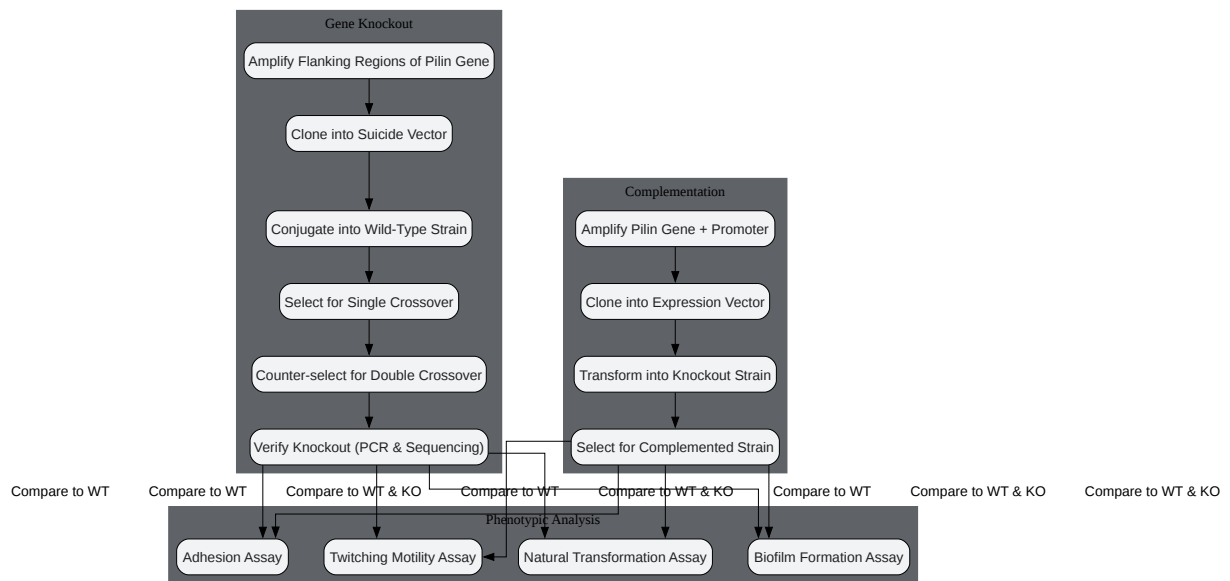 Gene Knockout
Amplify Flanking Regions of Pilin Gene
Clone into Suicide Vector
Conjugate into Wild-Type Strain
Select for Single Crossover
Counter-select for Double Crossover
Verify Knockout (PCR & Sequencing)
Complementation
Amplify Pilin Gene + Promoter
Clone into Expression Vector
Transform into Knockout Strain
Select for Complemented Strain
Compare to WT
Compare to WT
Compare to WT & KO
Compare to WT
Compare to WT & KO
Compare to WT
Compare to WT & KO
Compare to WT & KO
Phenotypic Analysis
Adhesion Assay
Twitching Motility Assay
Natural Transformation Assay
Biofilm Formation Assay